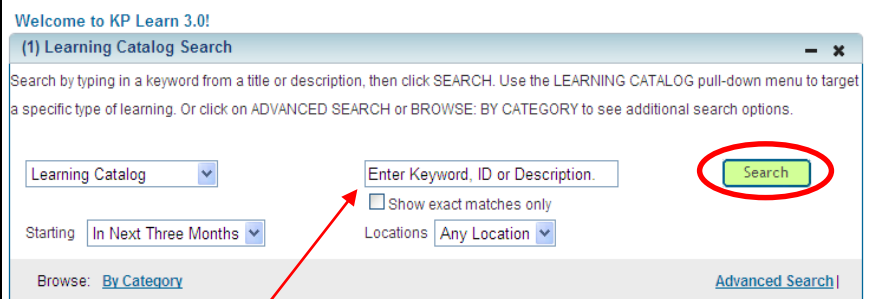 Welcome to KP Learn 3.0!
(1) Learning Catalog Search
Search by typing in a keyword from a title or description, then click SEARCH. Use the LEARNING CATALOG pull-down menu to target
a specific type of learning. Or click on ADVANCED SEARCH or BROWSE: BY CATEGORY to see additional search options.
Learning Catalog Enter Keyword, ID or Description. Search
Show exact matches only
Starting In Next Three Months Locations Any Location
Browse: By Category Advanced Search|